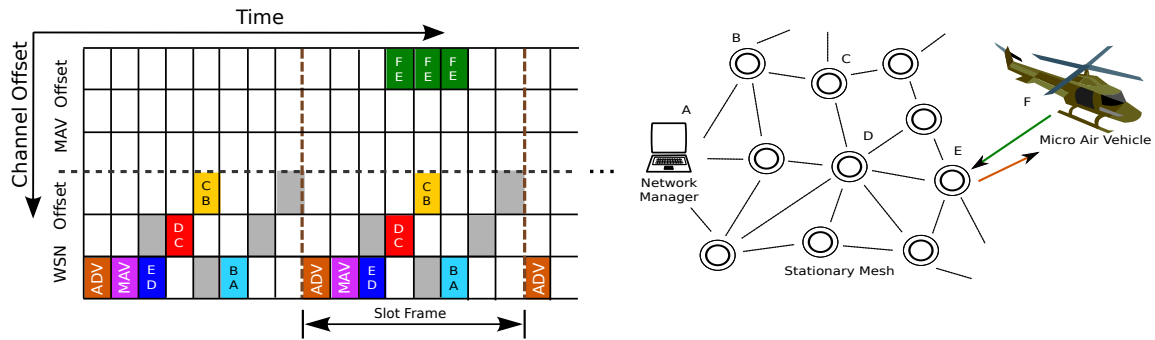 Time
Channel Offset
MAV Offset
WSN Offset
F E
F E
F E
C B
C B
D C
D C
ADV
MAV
E D
B A
ADV
MAV
E D
B A
ADV
Slot Frame
A
B
C
D
E
F
Network
Manager
Stationary Mesh
Micro Air Vehicle